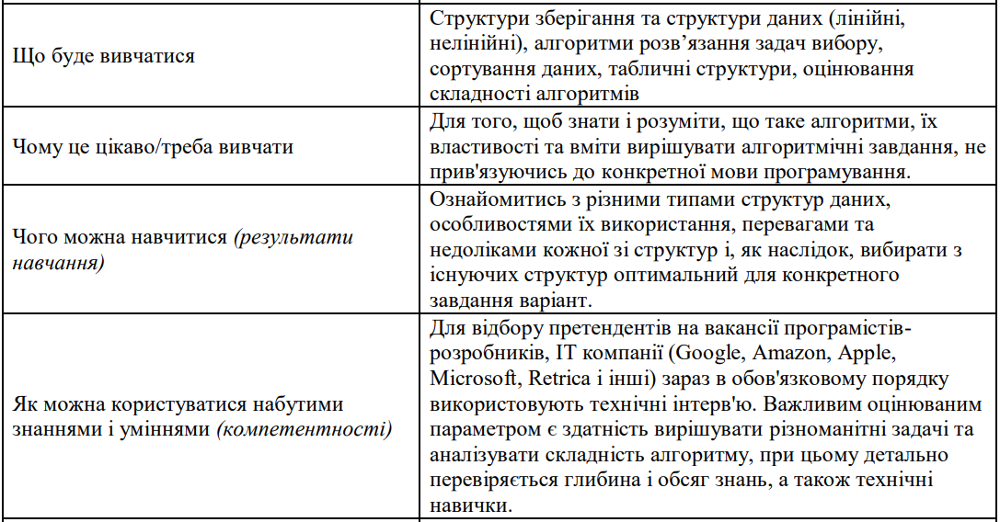 Що буде вивчатися
Структури зберігання та структури даних (лінійні,
нелінійні), алгоритми розв’язання задач вибору,
сортування даних, табличні структури, оцінювання
складності алгоритмів
Чому це цікаво/треба вивчати
Для того, щоб знати і розуміти, що таке алгоритми, їх
властивості та вміти вирішувати алгоритмічні завдання, не
прив'язуючись до конкретної мови програмування.
Чого можна навчитися (результати
навчання)
Ознайомитись з різними типами структур даних,
особливостями їх використання, перевагами та
недоліками кожної зі структур і, як наслідок, вибирати з
існуючих структур оптимальний для конкретного
завдання варіант.
Як можна користуватися набутими
знаннями і уміннями (компетентності)
Для відбору претендентів на вакансії програмістів-
розробників, IT компанії (Google, Amazon, Apple,
Microsoft, Retrica і інші) зараз в обов'язковому порядку
використовують технічні інтерв'ю. Важливим оцінюваним
параметром є здатність вирішувати різноманітні задачі та
аналізувати складність алгоритму, при цьому детально
перевіряється глибина і обсяг знань, а також технічні
навички.